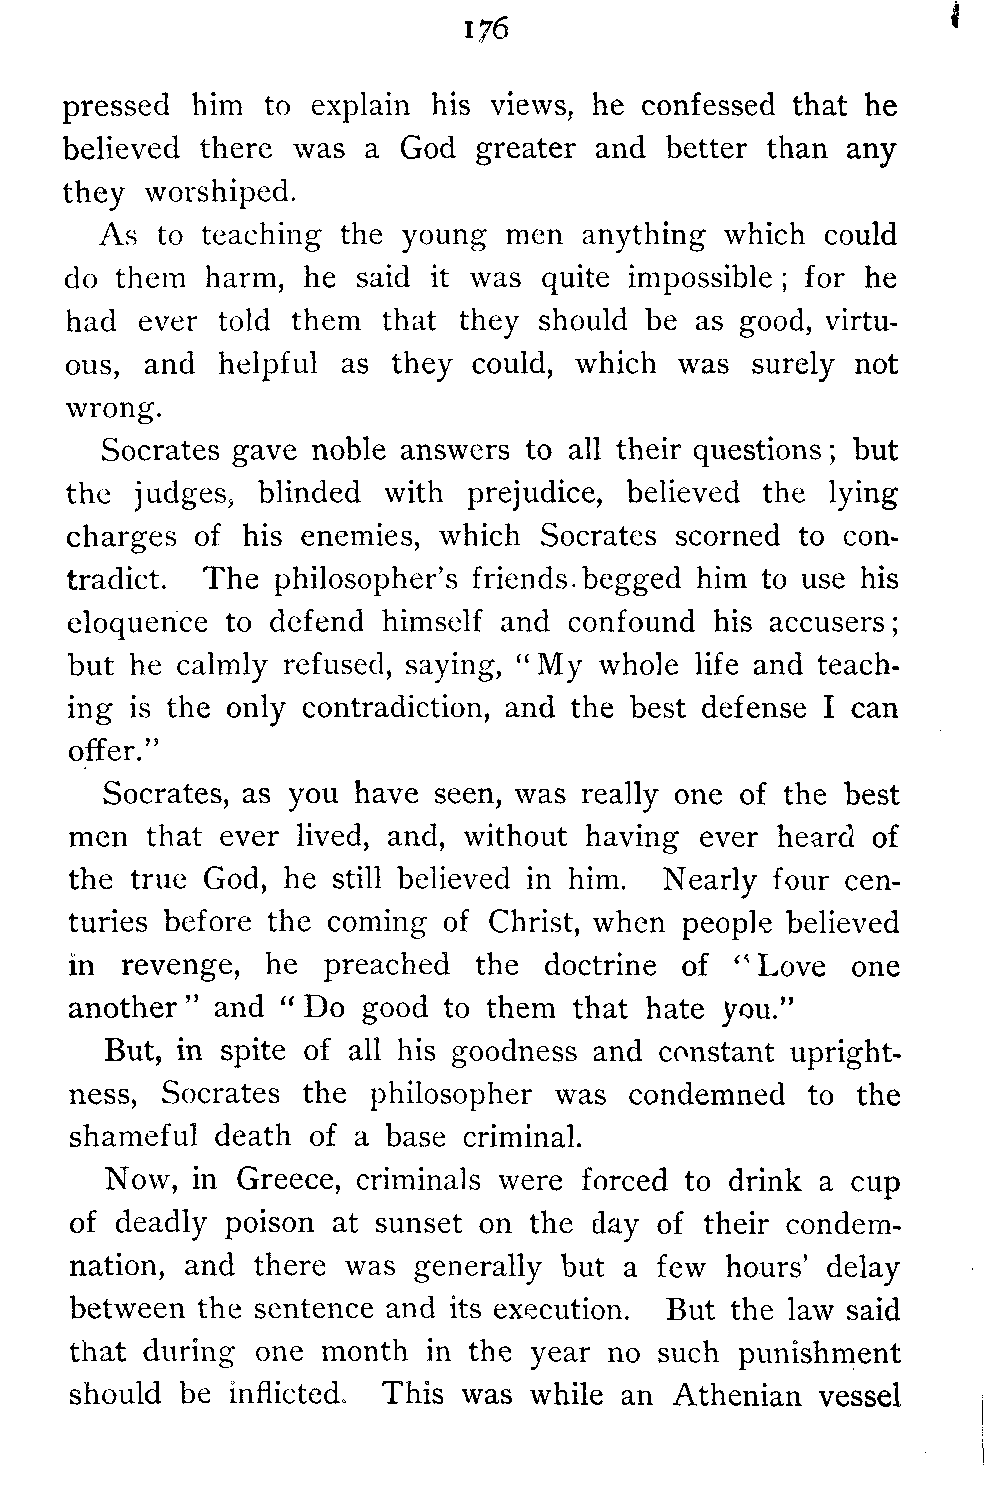 176
pressed him to explain his views, he confessed that he
believed there was a God greater and better than any
they worshiped.
As to teaching the young men anything which could
do them harm, he said it was quite impossible; for he
had ever told them that they should be as good, virtu-
ous, and helpful as they could, which was surely not
wrong.
Socrates gave noble answers to all their questions; but
the judges, blinded with prejudice, believed the lying
charges of his enemies, which Socrates scorned to con-
tradict. The philosopher's friends begged him to use his
eloquence to defend himself and confound his accusers;
but he calmly refused, saying, "My whole life and teach-
ing is the only contradiction, and the best defense I can
offer."
Socrates, as you have seen, was really one of the best
men that ever lived, and, without having ever heard of
the true God, he still believed in him. Nearly four cen-
turies before the coming of Christ, when people believed
in revenge, he preached the doctrine of "Love one
another" and "Do good to them that hate you."
But, in spite of all his goodness and constant upright-
ness, Socrates the philosopher was condemned to the
shameful death of a base criminal.
Now, in Greece, criminals were forced to drink a cup
of deadly poison at sunset on the day of their condem-
nation, and there was generally but a few hours' delay
between the sentence and its execution. But the law said
that during one month in the year no such punishment
should be inflicted. This was while an Athenian vessel